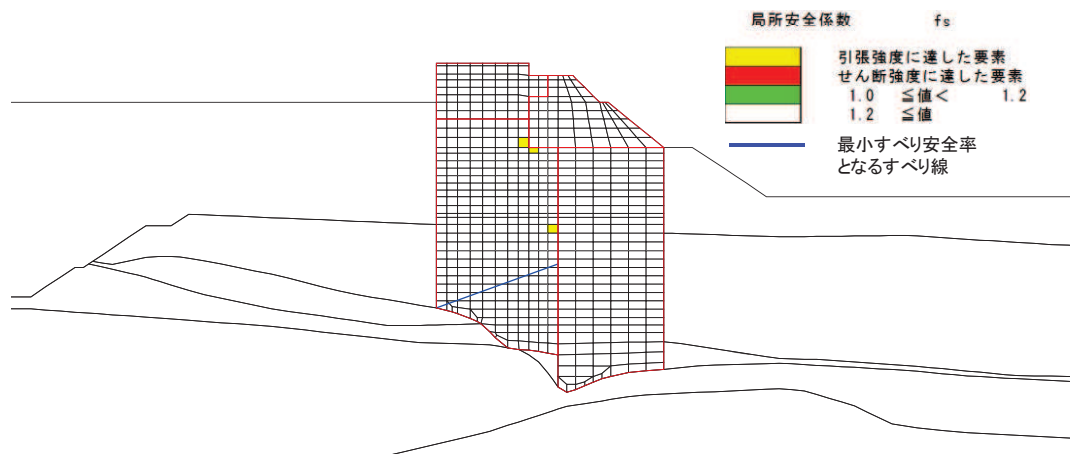 局所安全係数 fs
引張強度に達した要素
せん断強度に達した要素
1.0 ≦値< 1.2
1.2 ≦値
最小すべり安全率
となるすべり線